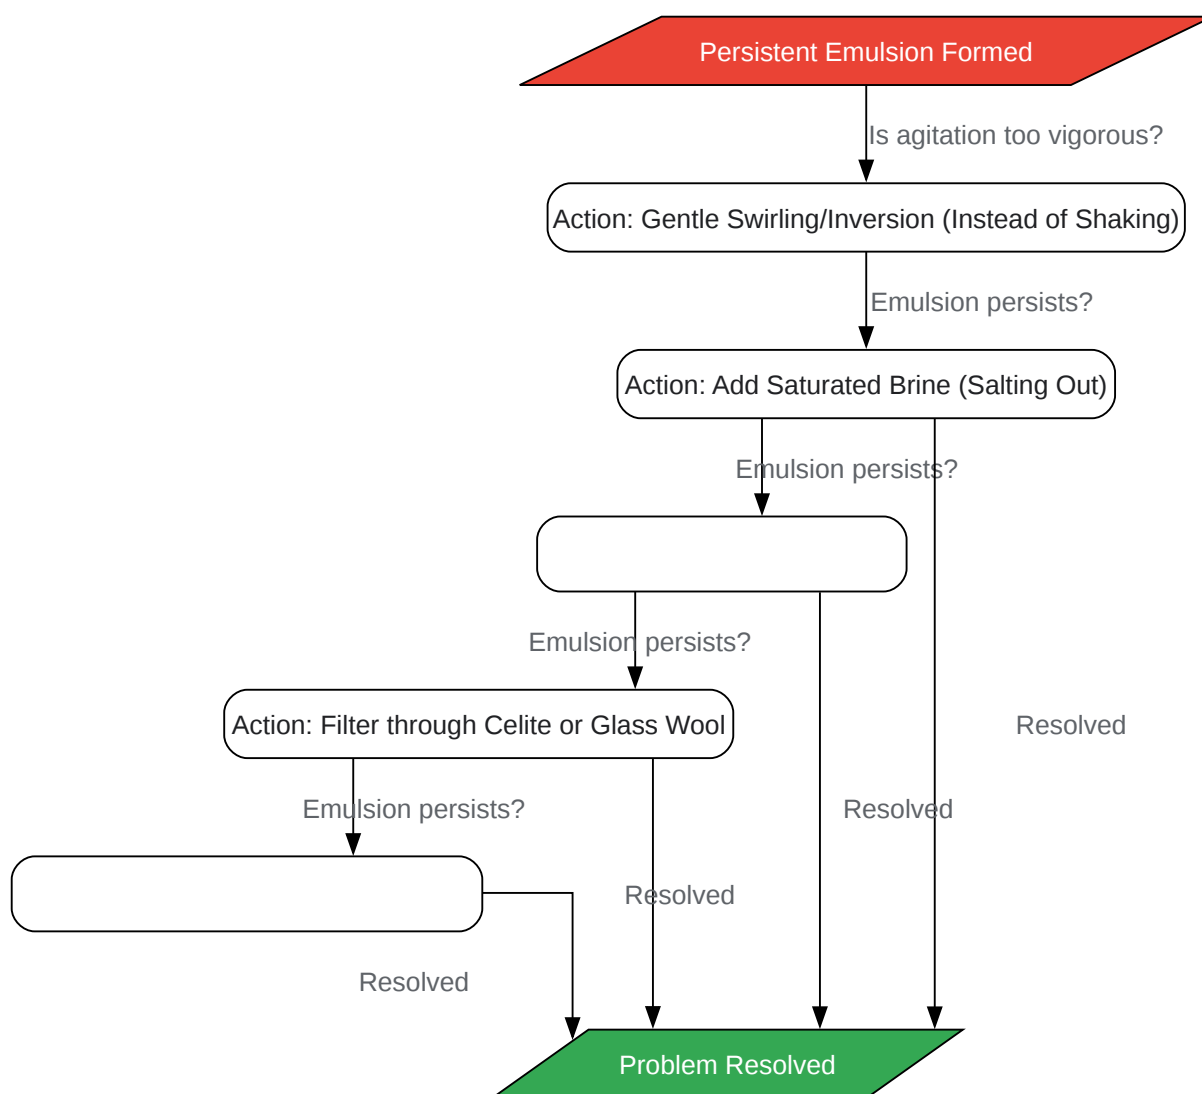 Persistent Emulsion Formed
Is agitation too vigorous?
Action: Gentle Swirling/Inversion (Instead of Shaking)
Emulsion persists?
Action: Add Saturated Brine (Salting Out)
Emulsion persists?
Emulsion persists?
Action: Filter through Celite or Glass Wool
Resolved
Emulsion persists?
Resolved
Resolved
Resolved
Problem Resolved